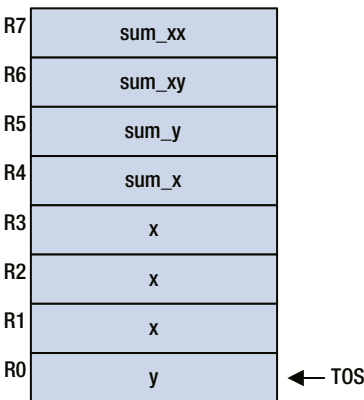 R7 sum_xx
R6 sum_xy
R5 sum_y
R4 sum_x
R3 x
R2 x
R1 x
R0 y TOS